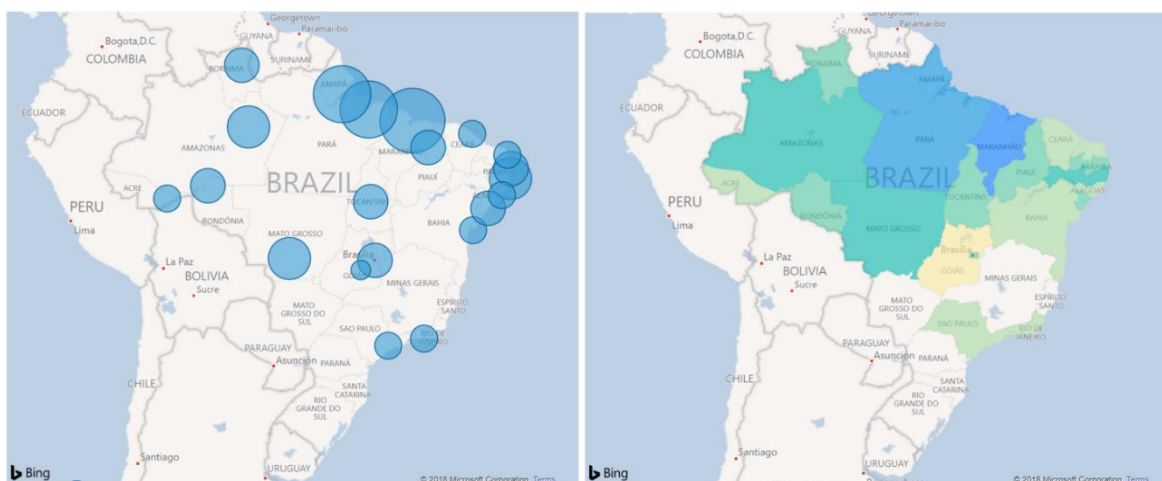 Georgetown
Paramaribo
GUYANA
Bogota, D.C.
COLOMBIA
SURINAME
RORAIMA
AMAPÁ
ECUADOR
AMAZONAS
PARÁ
MARANHÃO
CEARÁ
PIAUÍ
BRAZIL
ACRE
PERU
TOCANTINS
RONDÔNIA
BAHIA
Lima
MATO GROSSO
Brasília
GOIÁS
La Paz
BOLIVIA
MINAS GERAIS
Sucre
MATO
GROSSO
DO SUL
ESPÍRITO
SANTO
SAO PAULO
RIO DE
JANEIRO
PARAGUAY
Asunción
PARANÁ
CHILE
SANTA
CATARINA
RIO
GRANDE DO
SUL
Santiago
URUGUAY
Bing
© 2018 Microsoft Corporation Terms
Georgetown
Paramaribo
GUYANA
Bogota, D.C.
COLOMBIA
SURINAME
RORAIMA
AMAPÁ
ECUADOR
AMAZONAS
PARÁ
MARANHÃO
CEARÁ
PARAÍBA
PIAUÍ
BRAZIL
ALAGOAS
ACRE
PERU
TOCANTINS
RONDÔNIA
BAHIA
Lima
MATO GROSSO
Brasília
GOIÁS
La Paz
BOLIVIA
MINAS GERAIS
Sucre
MATO
GROSSO
DO SUL
ESPÍRITO
SANTO
SAO PAULO
RIO DE
JANEIRO
PARAGUAY
Asunción
PARANÁ
CHILE
SANTA
CATARINA
RIO
GRANDE DO
SUL
Santiago
URUGUAY
Bing
© 2018 Microsoft Corporation Terms